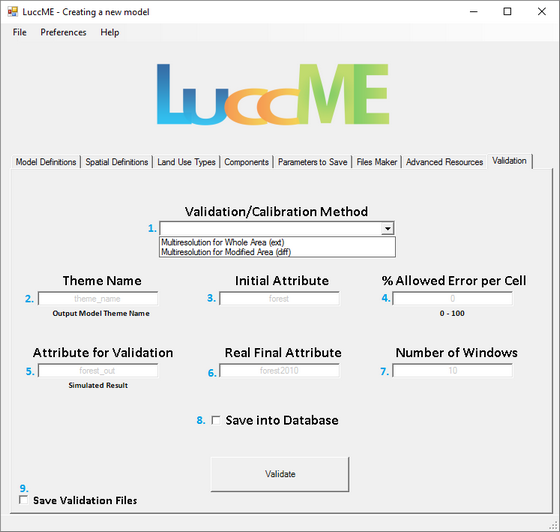 LuccME - Creating a new model
File Preferences Help
LuccME
Model Definitions Spatial Definitions Land Use Types Components Parameters to Save Files Maker Advanced Resources Validation
Validation/Calibration Method
1.
Multiresolution for Whole Area (ext)
Multiresolution for Modified Area (diff)
Theme Name Initial Attribute % Allowed Error per Cell
2. theme_name 3. forest 4. 0
Output Model Theme Name 0 - 100
Attribute for Validation Real Final Attribute Number of Windows
5. forest_out 6. forest2010 7. 10
Simulated Result
8. Save into Database
Validate
9.
Save Validation Files